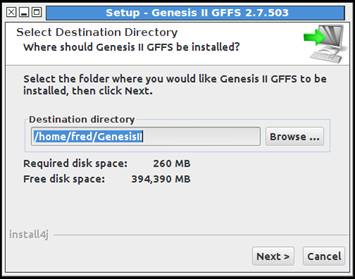 Setup - Genesis II GFFS 2.7.503
Select Destination Directory
Where should Genesis II GFFS be installed?
Select the folder where you would like Genesis II GFFS to be
installed, then click Next.
Destination directory
/home/fred/GenesisII
Browse ...
Required disk space: 260 MB
Free disk space: 394,390 MB
install4j
Next >
Cancel